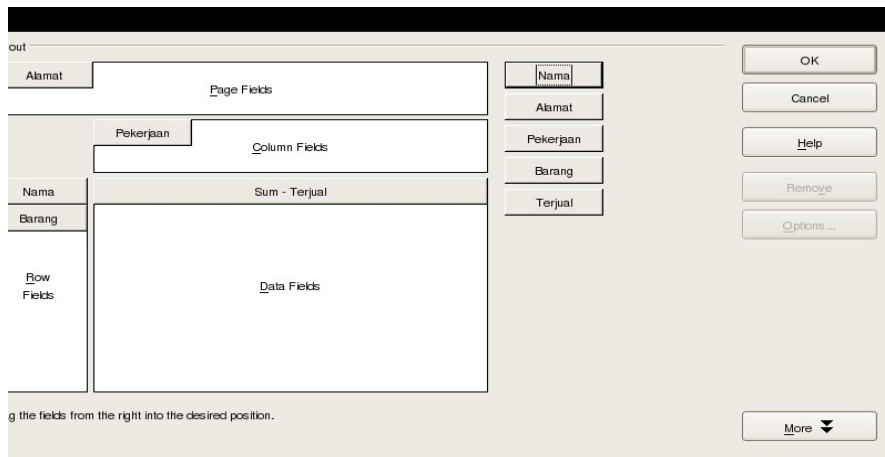 out
Alamat
Page Fields
Pekerjaan
Column Fields
Nama
Sum - Terjual
Barang
Row
Fields
Data Fields
Nama
Alamat
Pekerjaan
Barang
Terjual
OK
Cancel
Help
Remove
Options...
g the fields from the right into the desired position.
More